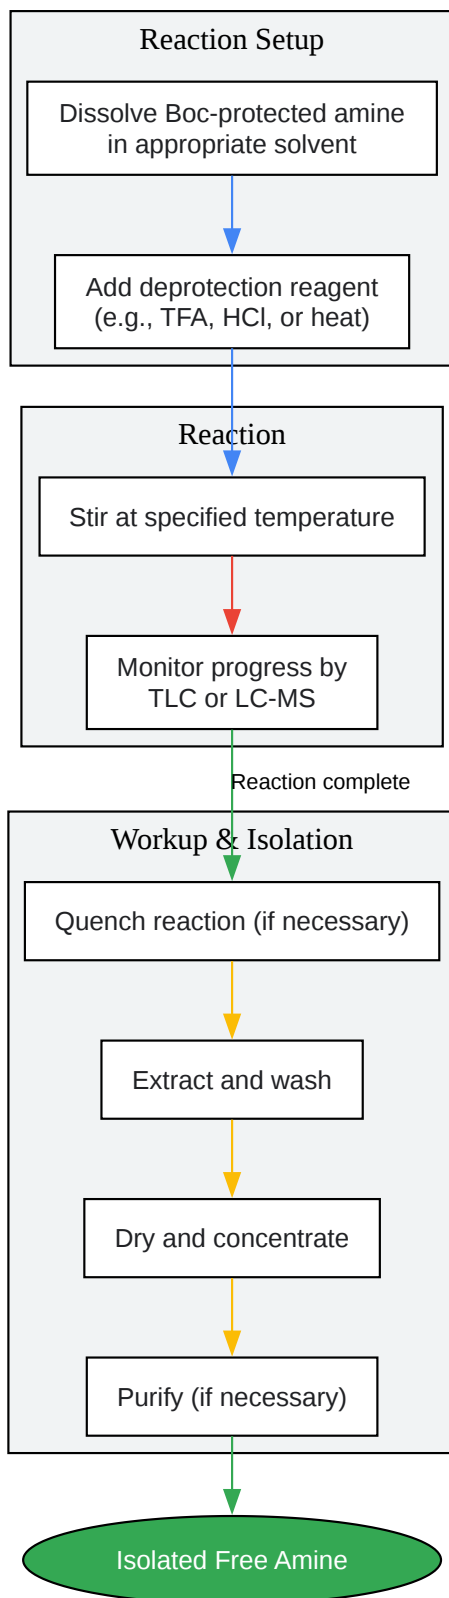 Reaction Setup
Dissolve Boc-protected amine
in appropriate solvent
Add deprotection reagent
(e.g., TFA, HCl, or heat)
Reaction
Stir at specified temperature
Monitor progress by
TLC or LC-MS
Reaction complete
Workup & Isolation
Quench reaction (if necessary)
Extract and wash
Dry and concentrate
Purify (if necessary)
Isolated Free Amine